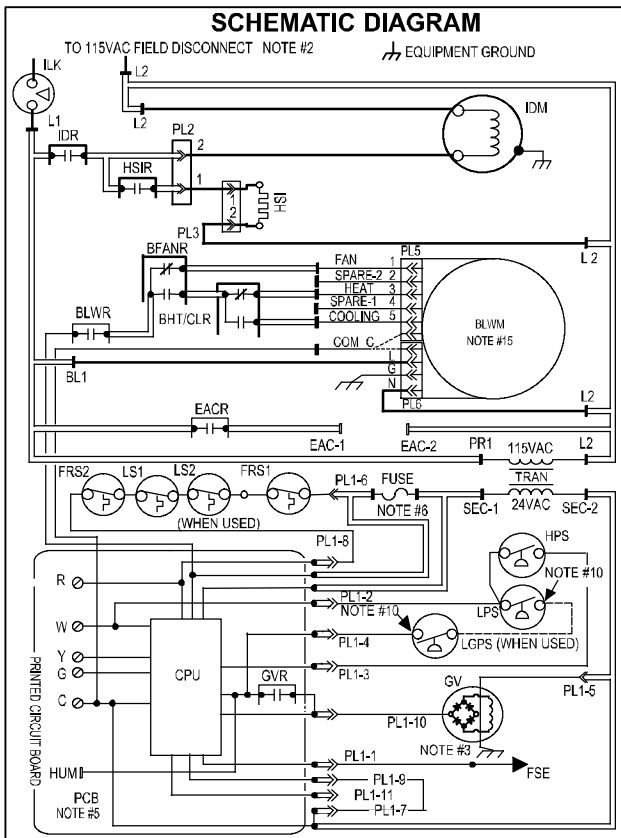 SCHEMATIC DIAGRAM
TO 115VAC FIELD DISCONNECT NOTE #2
EQUIPMENT GROUND
ILK
L2
L2
IDM
L1
IDR
PL2
2
HSIR
1
1
2
HSI
PL3
L2
BFANR
PL5
FAN 1
SPARE-2 2
HEAT 3
SPARE-1 4
COOLING 5
BLWR
BHT/CLR
BLWM
NOTE #15
COM C
BL1
L
G
N
PL6
L2
EACR
EAC-1
EAC-2
PR1
115VAC
L2
TRAN
24VAC
SEC-1
SEC-2
FRS2
LS1
LS2
FRS1
(WHEN USED)
PL1-6
FUSE
NOTE #6
PL1-8
HPS
NOTE #10
R
PL1-2
NOTE #10
LPS
W
PL1-4
LGPS (WHEN USED)
Y
G
CPU
PL1-3
GVR
GV
PL1-5
C
PL1-10
NOTE #3
PL1-1
FSE
HUM
PL1-9
PL1-11
PL1-7
PCB
NOTE #5
PRINTED CIRCUIT BOARD